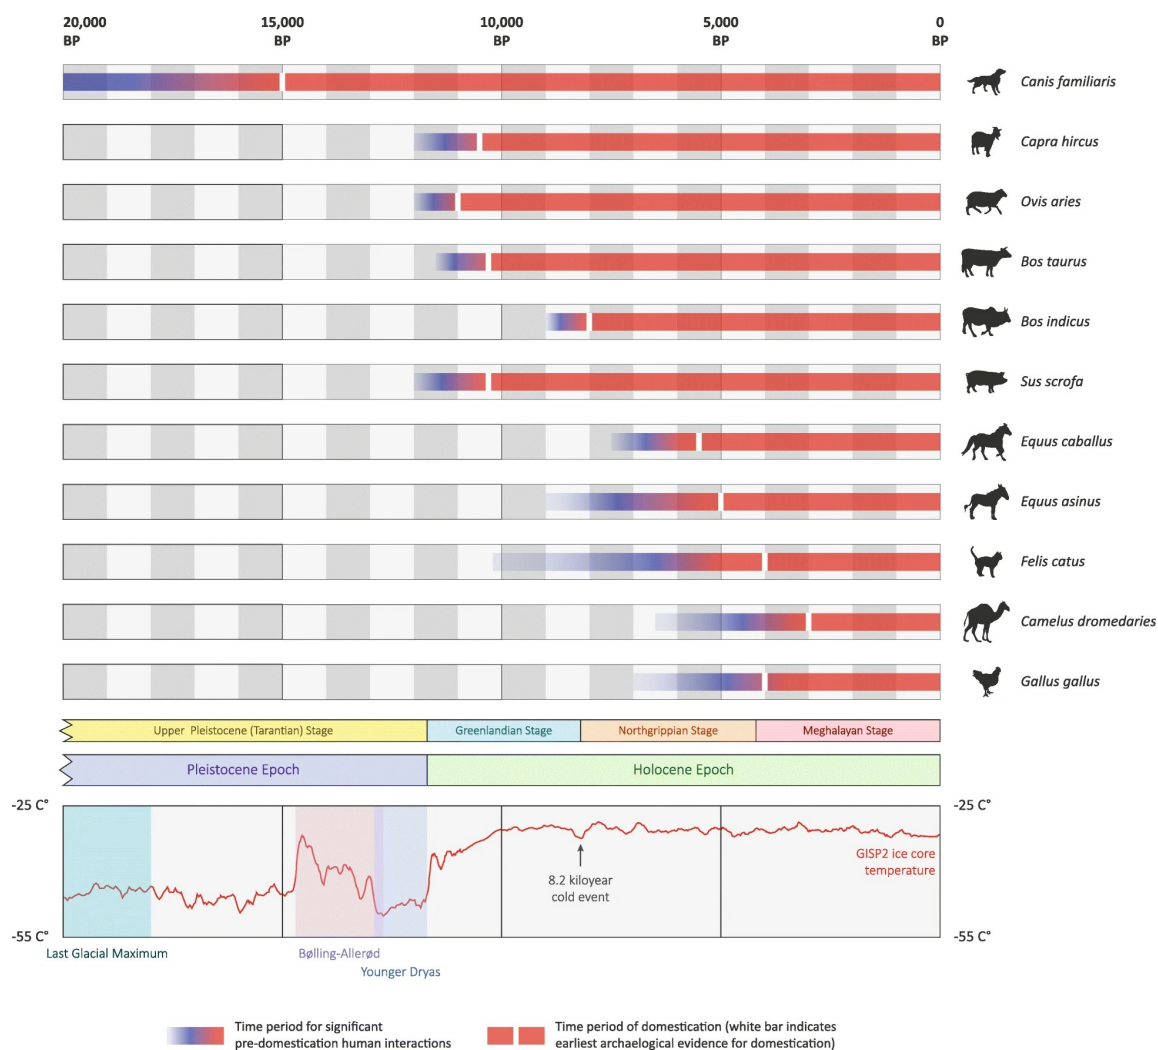 20,000 BP
15,000 BP
10,000 BP
5,000 BP
0 BP
Canis familiaris
Capra hircus
Ovis aries
Bos taurus
Bos indicus
Sus scrofa
Equus caballus
Equus asinus
Felis catus
Camelus dromedaries
Gallus gallus
Upper Pleistocene (Tarantian) Stage
Greenlandian Stage
Northgrippian Stage
Meghalayan Stage
Pleistocene Epoch
Holocene Epoch
-25 C°
-25 C°
GISP2 ice core
temperature
8.2 kiloyear
cold event
-55 C°
-55 C°
Last Glacial Maximum
Bølling-Allerød
Younger Dryas
Time period for significant
pre-domestication human interactions
Time period of domestication (white bar indicates
earliest archaelogical evidence for domestication)